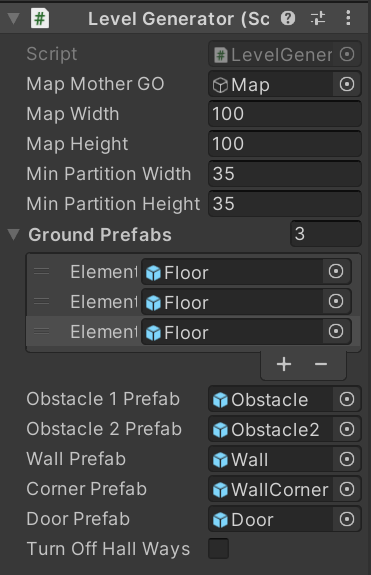 Level Generator (Sc
Script LevelGener
Map Mother GO Map
Map Width 100
Map Height 100
Min Partition Width 35
Min Partition Height 35
Ground Prefabs 3
Element Floor
Element Floor
Element Floor
+ −
Obstacle 1 Prefab Obstacle
Obstacle 2 Prefab Obstacle2
Wall Prefab Wall
Corner Prefab WallCorner
Door Prefab Door
Turn Off Hall Ways